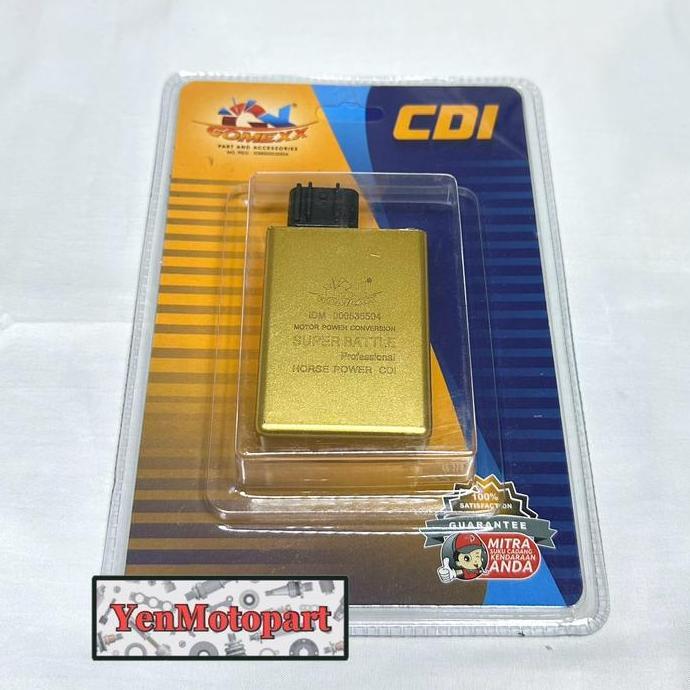 GOMEXX
PART AND ACCESSORIES
CDI
®
IDM 000536504
MOTOR POWER CONVERSION
SUPER BATTLE
Professional
HORSE POWER CDI
100%
SATISFACTION
GUARANTEE
MITRA
SUKU CADANG
KENDARAAN
ANDA
YenMotopart